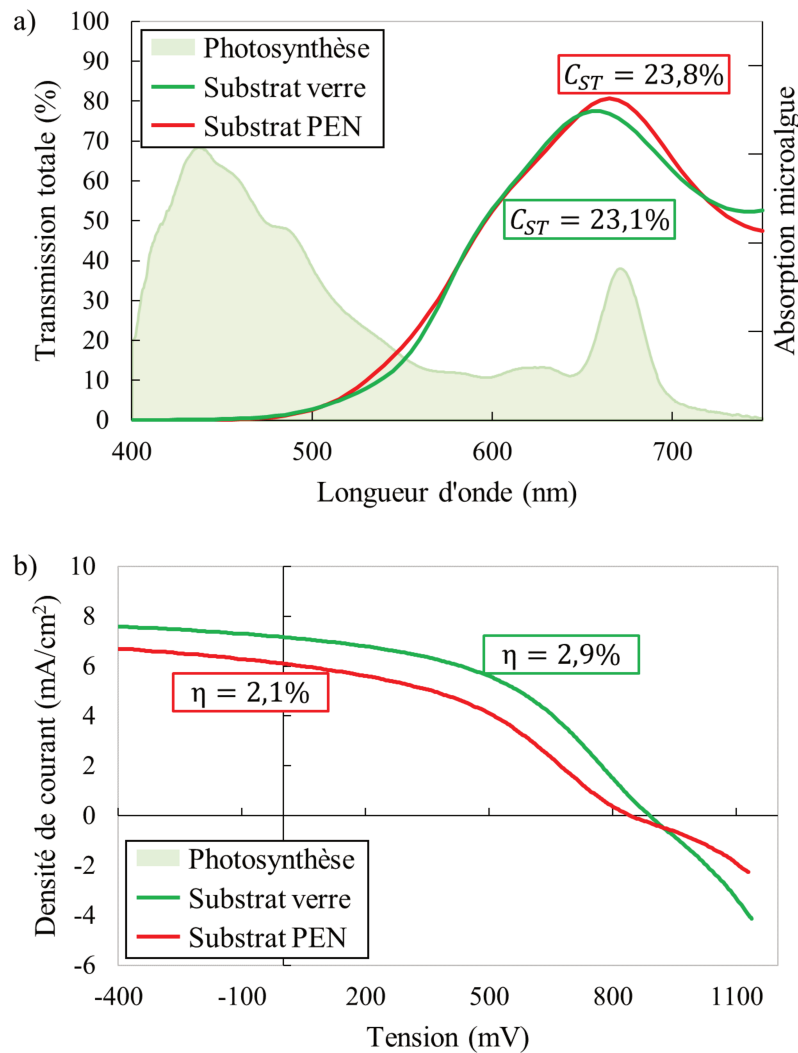 a)
100
90
80
70
60
50
40
30
20
10
0
Transmission totale (%)
Photosynthèse
Substrat verre
Substrat PEN
C_ST = 23,8%
C_ST = 23,1%
Absorption microalgue
400
500
600
700
Longueur d'onde (nm)
b)
10
8
6
4
2
0
-2
-4
-6
Densité de courant (mA/cm²)
η = 2,9%
η = 2,1%
Photosynthèse
Substrat verre
Substrat PEN
-400
-100
200
500
800
1100
Tension (mV)